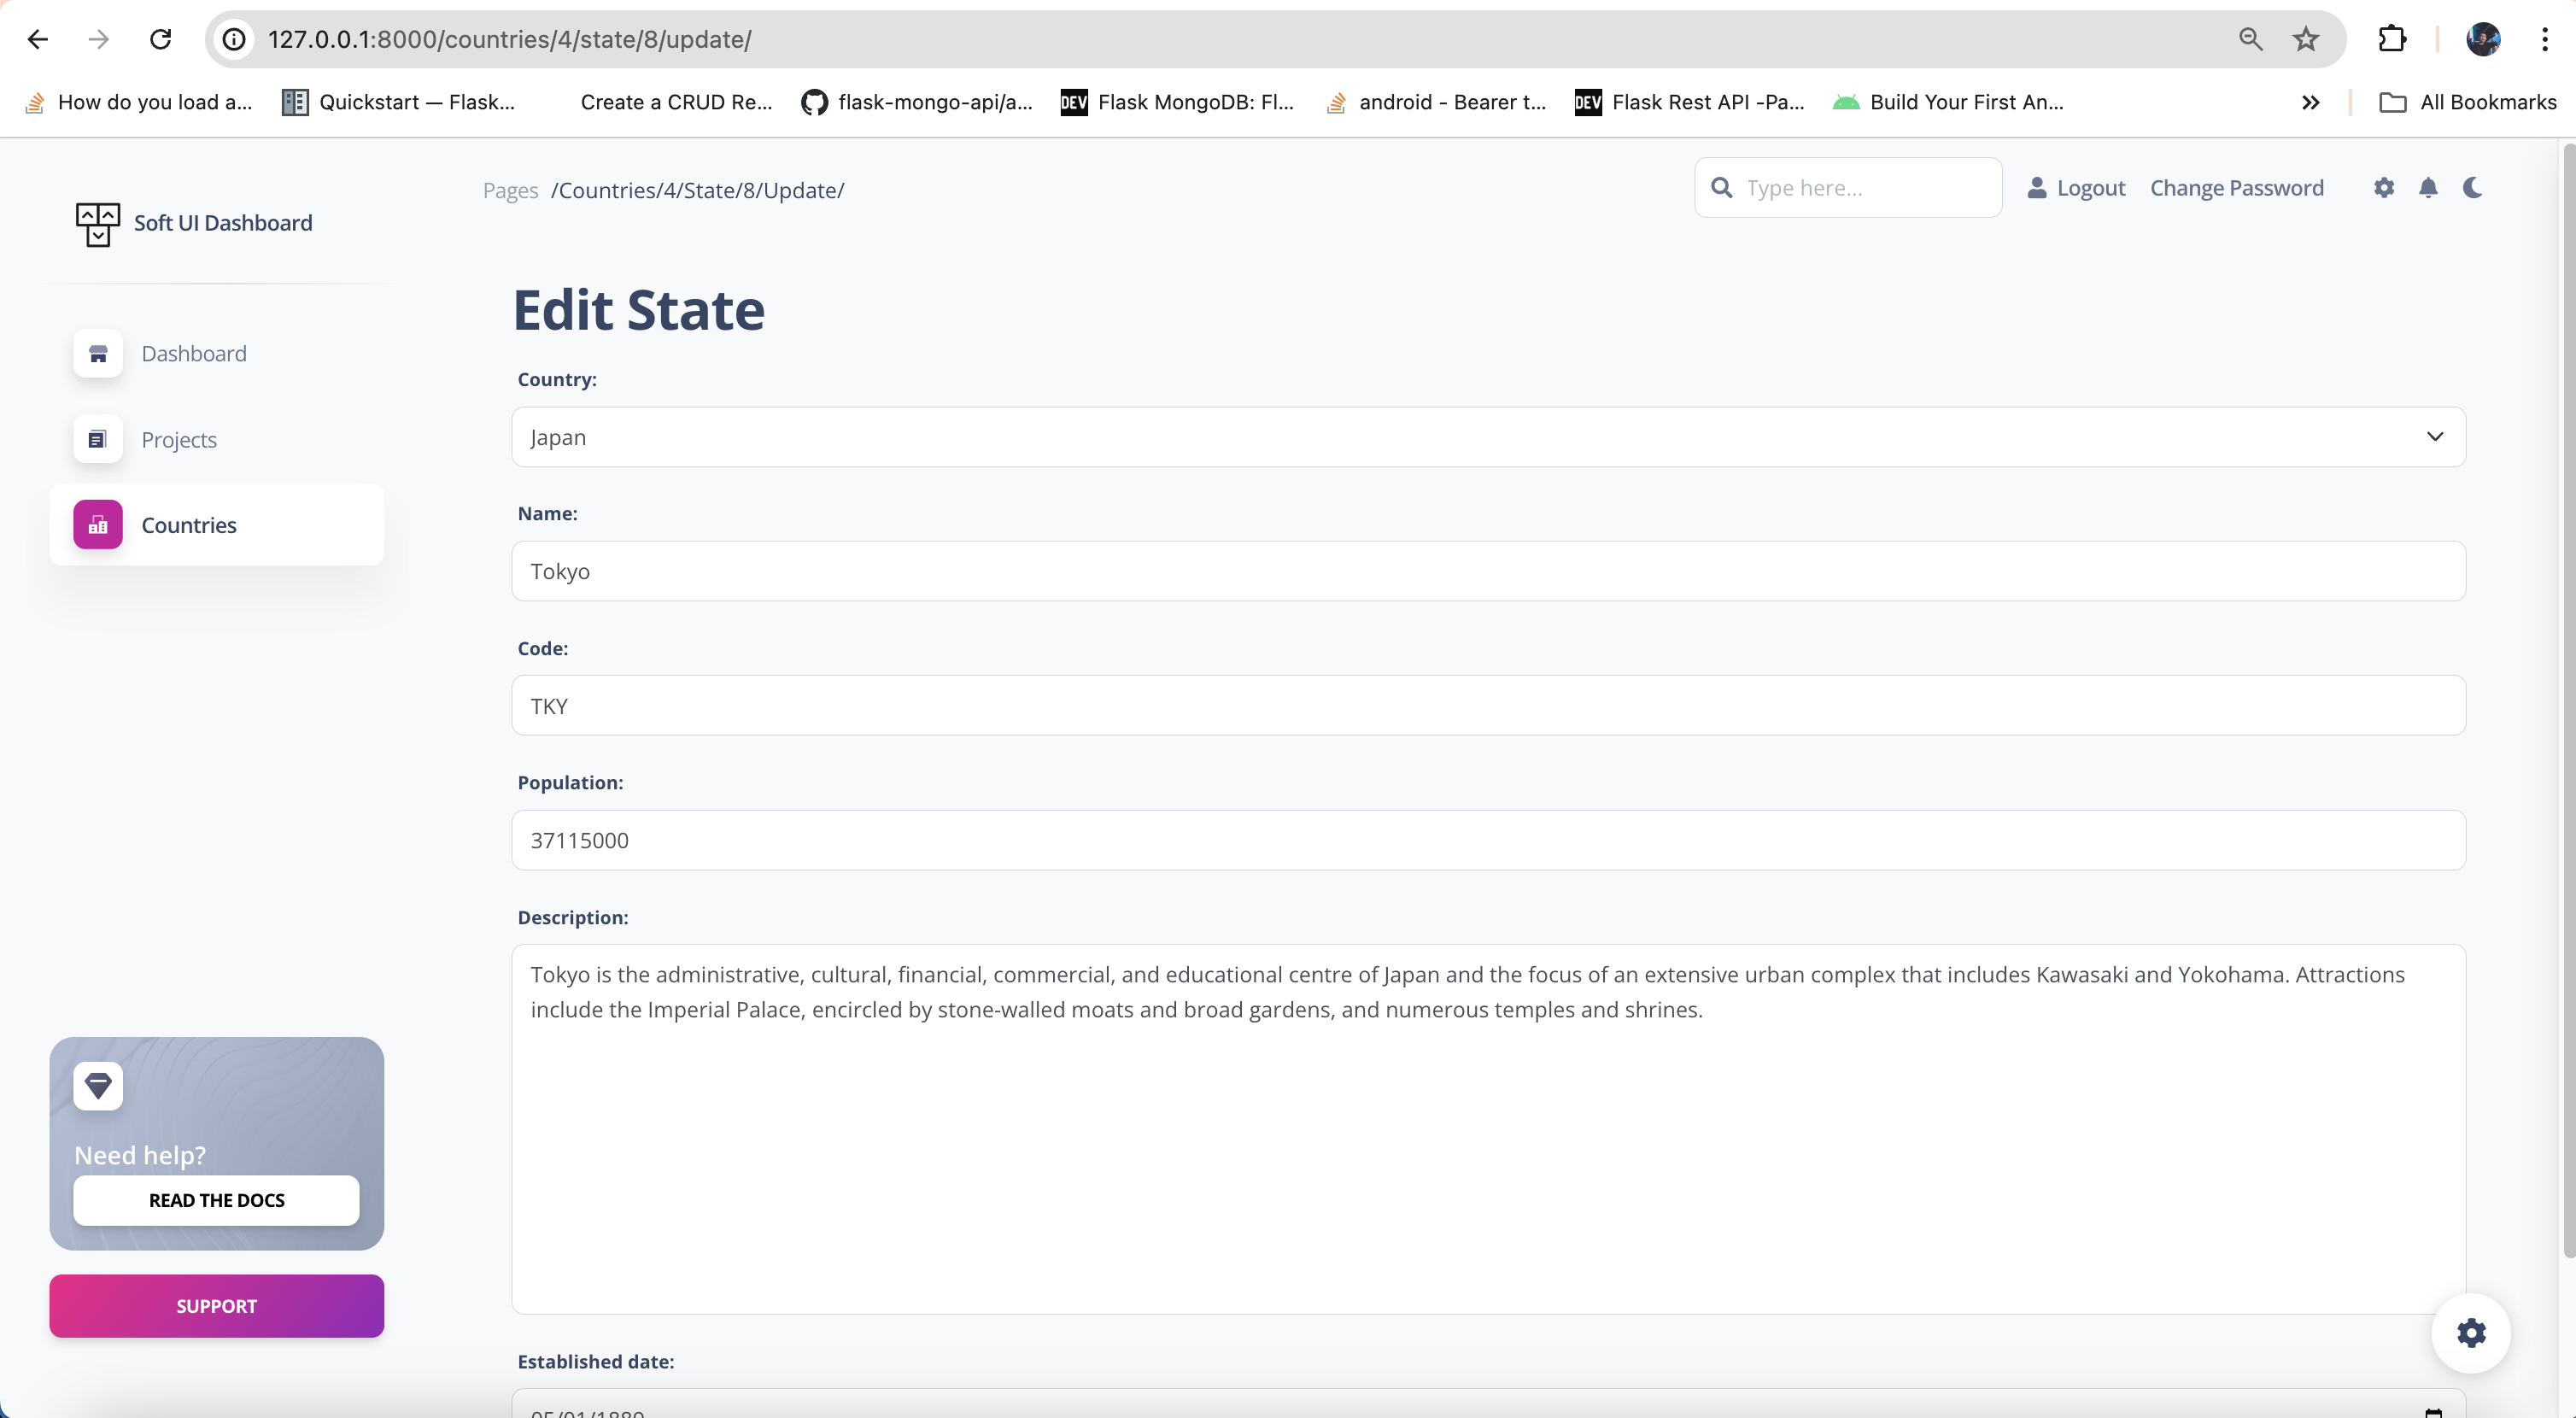 127.0.0.1:8000/countries/4/state/8/update/
How do you load a...
Quickstart — Flask...
Create a CRUD Re...
flask-mongo-api/a...
DEV
Flask MongoDB: Fl...
android - Bearer t...
DEV
Flask Rest API -Pa...
Build Your First An...
All Bookmarks
Soft UI Dashboard
Pages /Countries/4/State/8/Update/
Type here...
Logout
Change Password
Dashboard
Projects
Countries
Edit State
Country:
Japan
Name:
Tokyo
Code:
TKY
Population:
37115000
Description:
Tokyo is the administrative, cultural, financial, commercial, and educational centre of Japan and the focus of an extensive urban complex that includes Kawasaki and Yokohama. Attractions
include the Imperial Palace, encircled by stone-walled moats and broad gardens, and numerous temples and shrines.
Established date:
05/01/1889
Need help?
READ THE DOCS
SUPPORT